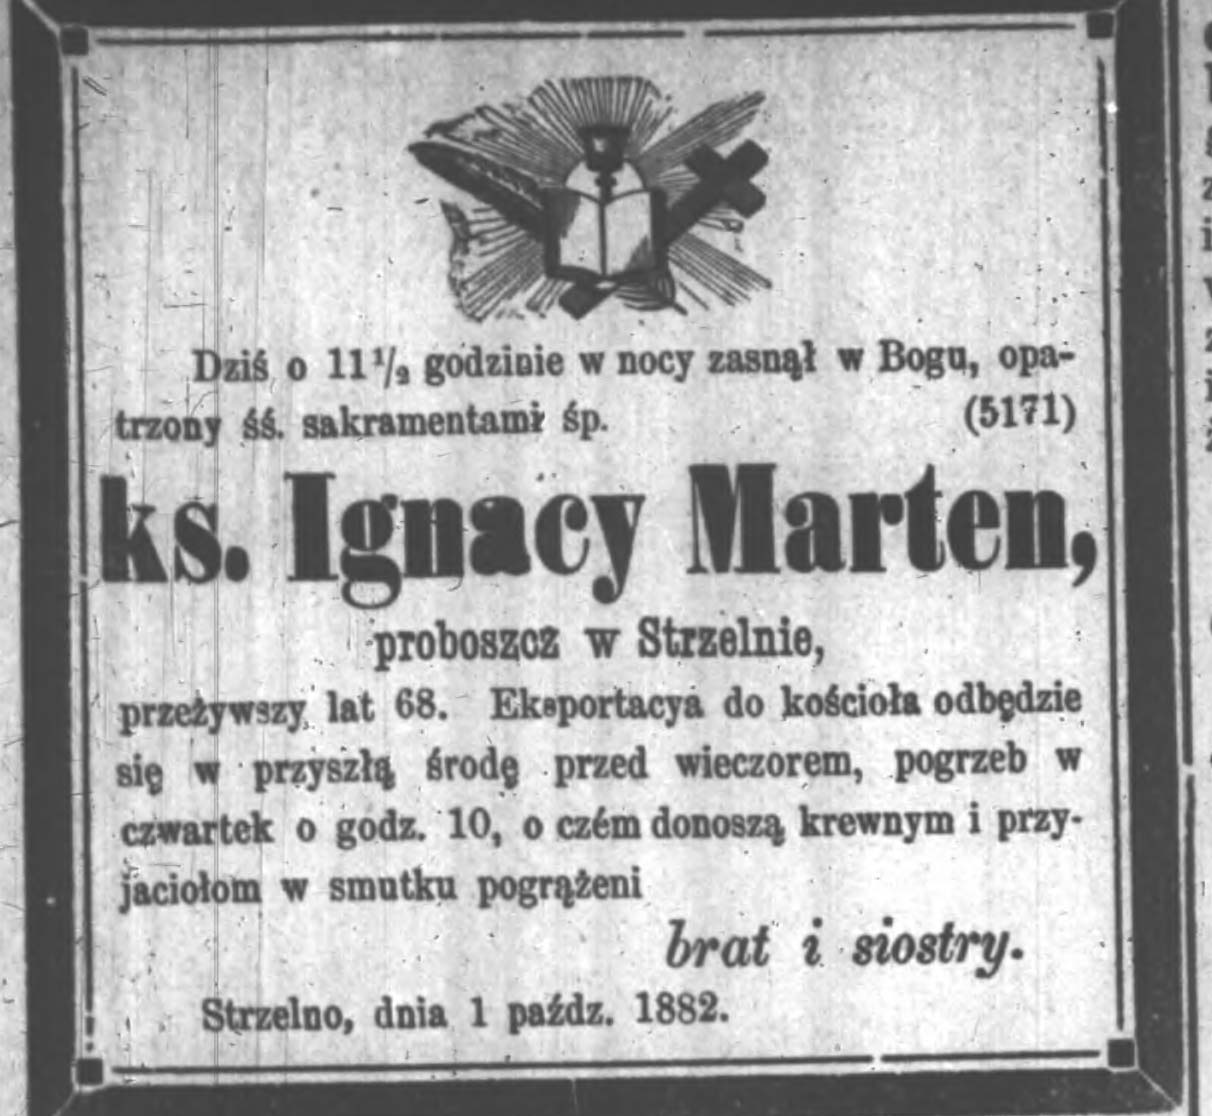 Dziś o 11 1/2 godzinie w nocy zasnął w Bogu, opa-
trzony śś. sakramentami śp. (5171)
ks. Ignacy Marten,
proboszcz w Strzelnie,
przeżywszy lat 68. Eksportacya do kościoła odbędzie
się w przyszłą środę przed wieczorem, pogrzeb w
czwartek o godz. 10, o czém donoszą krewnym i przy-
jaciołom w smutku pogrążeni
brat i siostry.
Strzelno, dnia 1 paźdz. 1882.